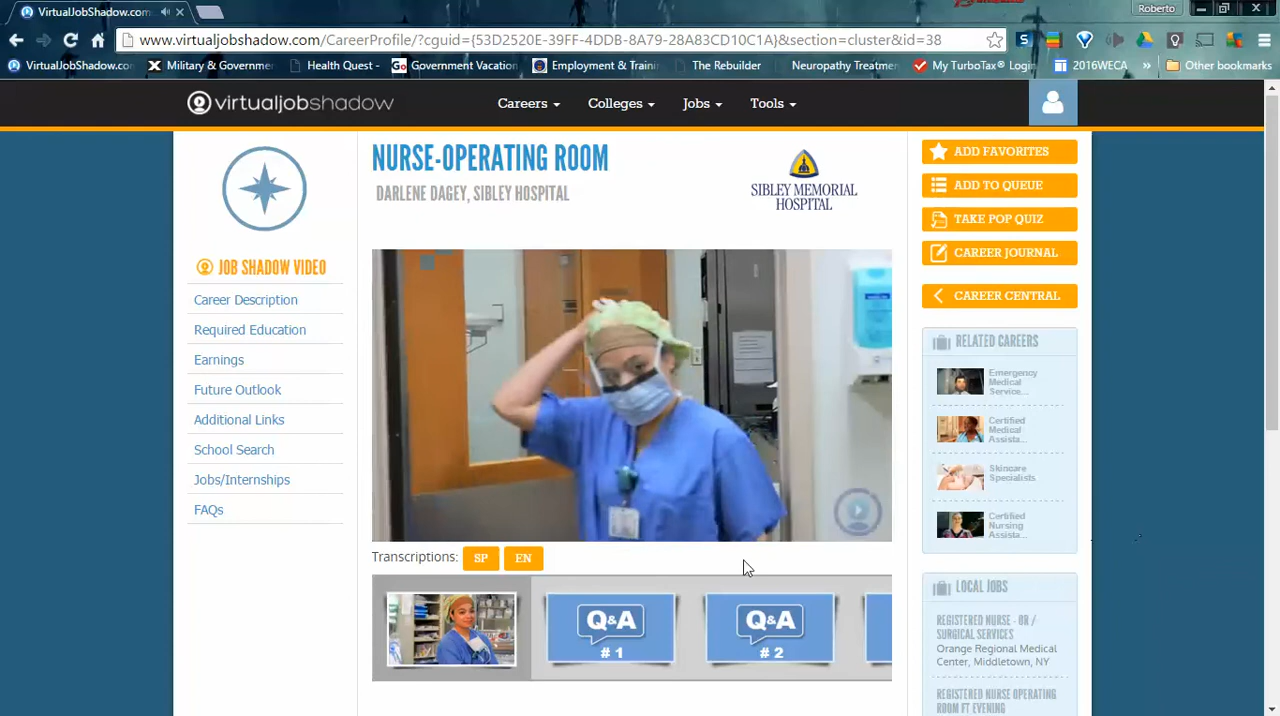 VirtualJobShadow.com
Roberto
www.virtualjobshadow.com/CareerProfile/?cguid={53D2520E-39FF-4DDB-8A79-28A83CD10C1A}&section=cluster&id=38
VirtualJobShadow.co
Military & Governme
Health Quest -
Government Vacation
Employment & Traini
The Rebuilder
Neuropathy Treatme
My TurboTax® Login
2016WECA
»
Other bookmarks
virtualjobshadow
Careers
Colleges
Jobs
Tools
NURSE-OPERATING ROOM
DARLENE DAGEY, SIBLEY HOSPITAL
SIBLEY MEMORIAL
HOSPITAL
JOB SHADOW VIDEO
Career Description
Required Education
Earnings
Future Outlook
Additional Links
School Search
Jobs/Internships
FAQs
Transcriptions: SP EN
Q&A
# 1
Q&A
# 2
ADD FAVORITES
ADD TO QUEUE
TAKE POP QUIZ
CAREER JOURNAL
CAREER CENTRAL
RELATED CAREERS
Emergency
Medical
Service...
Certified
Medical
Assista...
Skincare
Specialists
Certified
Nursing
Assista...
LOCAL JOBS
REGISTERED NURSE - OR /
SURGICAL SERVICES
Orange Regional Medical
Center, Middletown, NY
REGISTERED NURSE OPERATING
ROOM FT EVENING